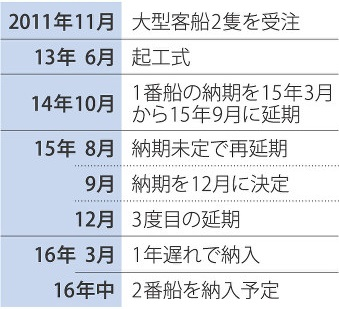 2011年11月 大型客船2隻を受注
13年 6月 起工式
14年10月 1番船の納期を15年3月
から15年9月に延期
15年 8月 納期未定で再延期
9月 納期を12月に決定
12月 3度目の延期
16年 3月 1年遅れで納入
16年中 2番船を納入予定